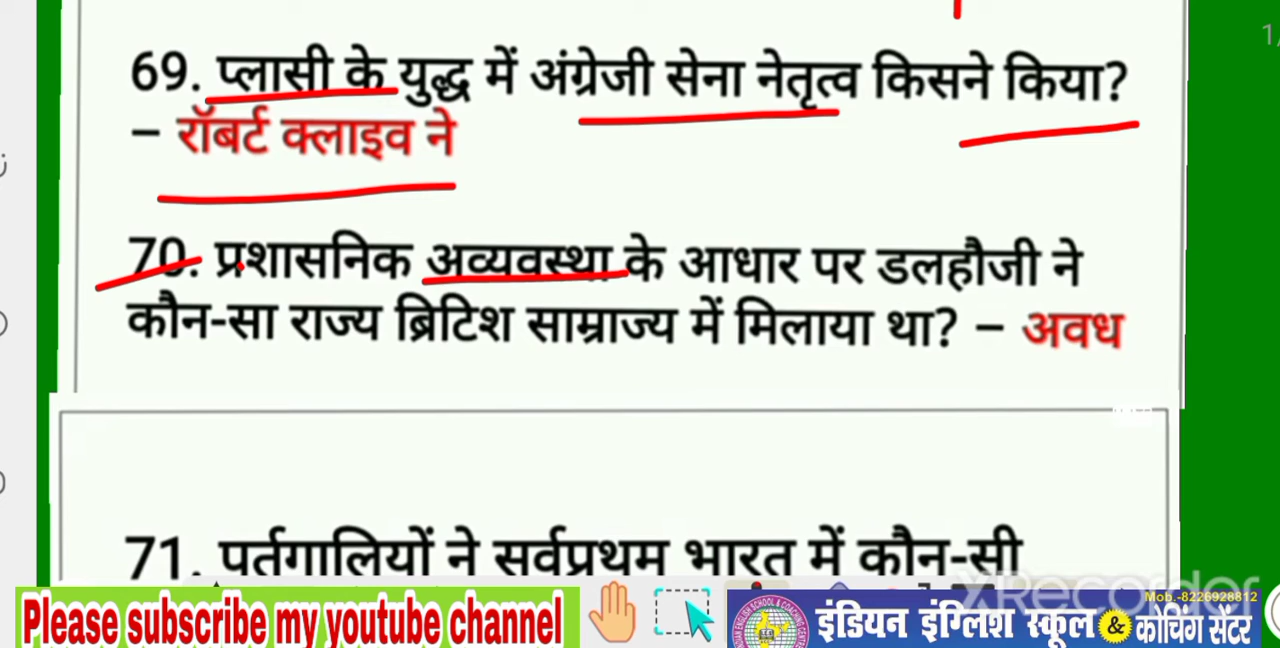 69. प्लासी के युद्ध में अंग्रेजी सेना नेतृत्व किसने किया?
– रॉबर्ट क्लाइव ने
70. प्रशासनिक अव्यवस्था के आधार पर डलहौजी ने
कौन-सा राज्य ब्रिटिश साम्राज्य में मिलाया था? – अवध
71. पुर्तगालियों ने सर्वप्रथम भारत में कौन-सी
XRecorder
Mob.-8226928812
Please subscribe my youtube channel
इंडियन इंग्लिश स्कूल & कोचिंग सेंटर